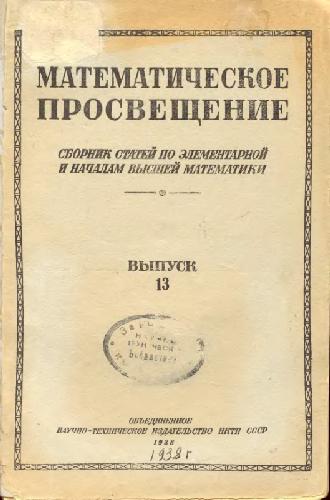 МАТЕМАТИЧЕСКОЕ
ПРОСВЕЩЕНИЕ
СБОРНИК СТАТЕЙ ПО ЭЛЕМЕНТАРНОЙ
И НАЧАЛАМ ВЫСШЕЙ МАТЕМАТИКИ
ВЫПУСК
13
ОБЪЕДИНЕННОЕ
НАУЧНО-ТЕХНИЧЕСКОЕ ИЗДАТЕЛЬСТВО НКТП СССР
1938 г